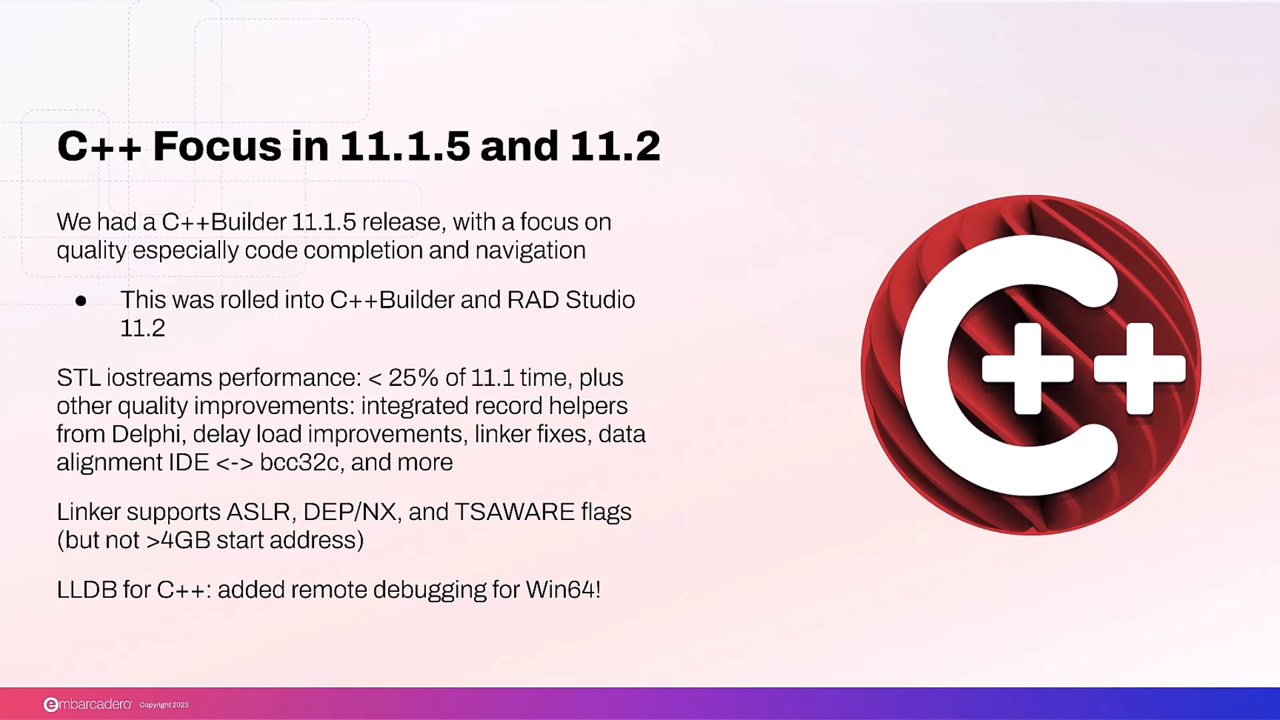 C++ Focus in 11.1.5 and 11.2
We had a C++Builder 11.1.5 release, with a focus on
quality especially code completion and navigation
● This was rolled into C++Builder and RAD Studio
11.2
STL iostreams performance: < 25% of 11.1 time, plus
other quality improvements: integrated record helpers
from Delphi, delay load improvements, linker fixes, data
alignment IDE <-> bcc32c, and more
Linker supports ASLR, DEP/NX, and TSAWARE flags
(but not >4GB start address)
LLDB for C++: added remote debugging for Win64!
C++
embarcadero Copyright 2023